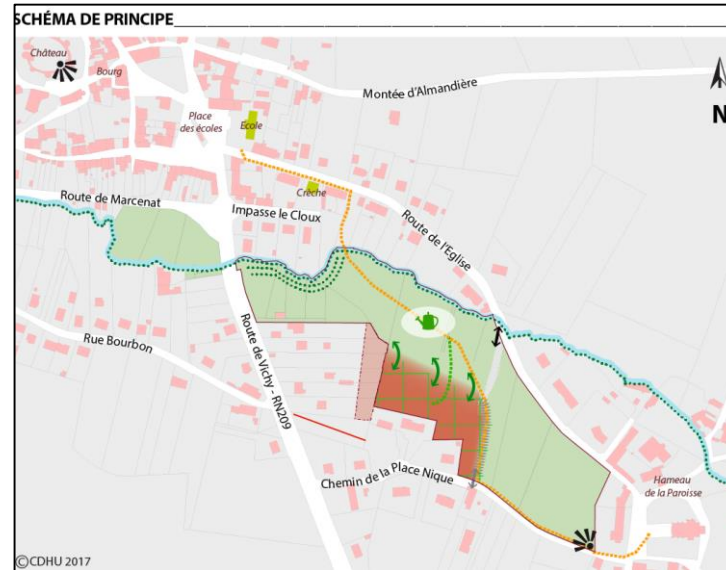 SCHÉMA DE PRINCIPE
Château
Bourg
Montée d'Almandière
N
Place
des écoles
Ecole
Crèche
Route de Marcenat
Impasse le Cloux
Route de l'Eglise
Rue Bourbon
Route de Vichy - RN209
Chemin de la Place Nique
Hameau
de la Paroisse
©CDHU 2017